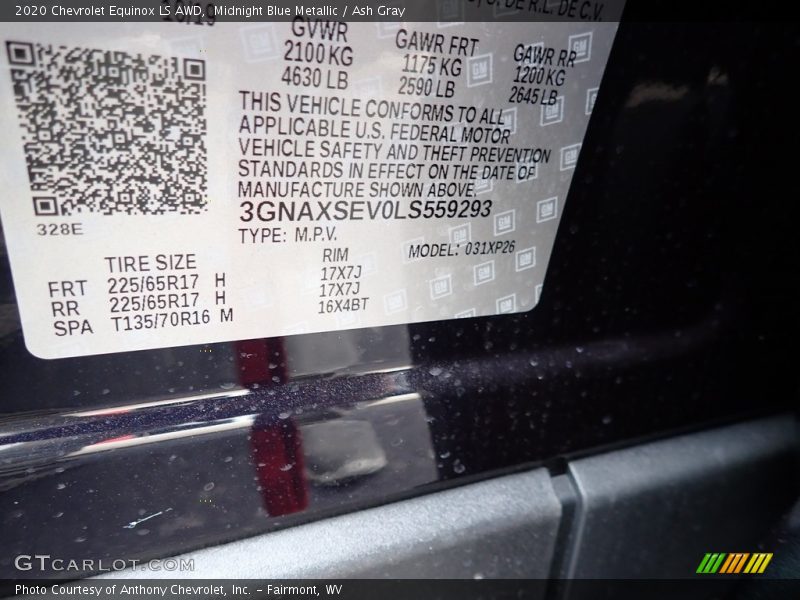 2020 Chevrolet Equinox LS AWD, Midnight Blue Metallic / Ash Gray
DE R.L. DE C.V.
GVWR GAWR FRT GAWR RR
2100 KG 1175 KG 1200 KG
4630 LB 2590 LB 2645 LB
THIS VEHICLE CONFORMS TO ALL
APPLICABLE U.S. FEDERAL MOTOR
VEHICLE SAFETY AND THEFT PREVENTION
STANDARDS IN EFFECT ON THE DATE OF
MANUFACTURE SHOWN ABOVE.
3GNAXSEV0LS559293
328E
TYPE: M.P.V. MODEL: 031XP26
TIRE SIZE RIM
FRT 225/65R17 H 17X7J
RR 225/65R17 H 17X7J
SPA T135/70R16 M 16X4BT
GTCARLOT.COM
Photo Courtesy of Anthony Chevrolet, Inc. – Fairmont, WV